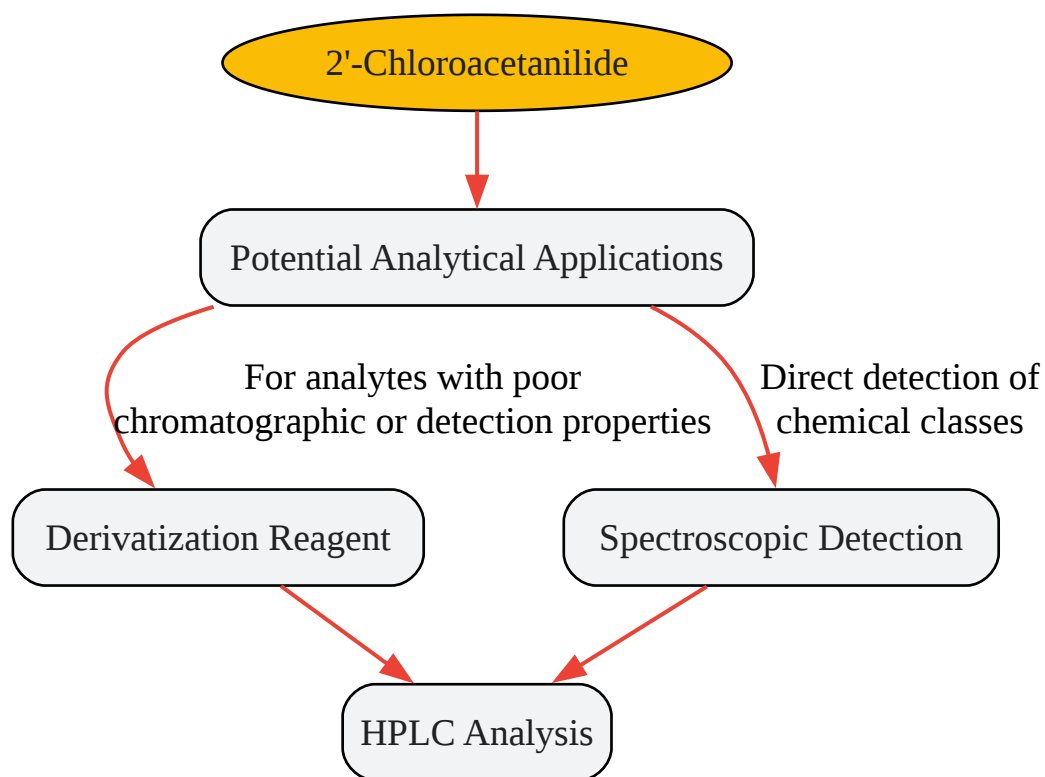 2'-Chloroacetanilide
Potential Analytical Applications
For analytes with poor
chromatographic or detection properties
Direct detection of
chemical classes
Derivatization Reagent
Spectroscopic Detection
HPLC Analysis